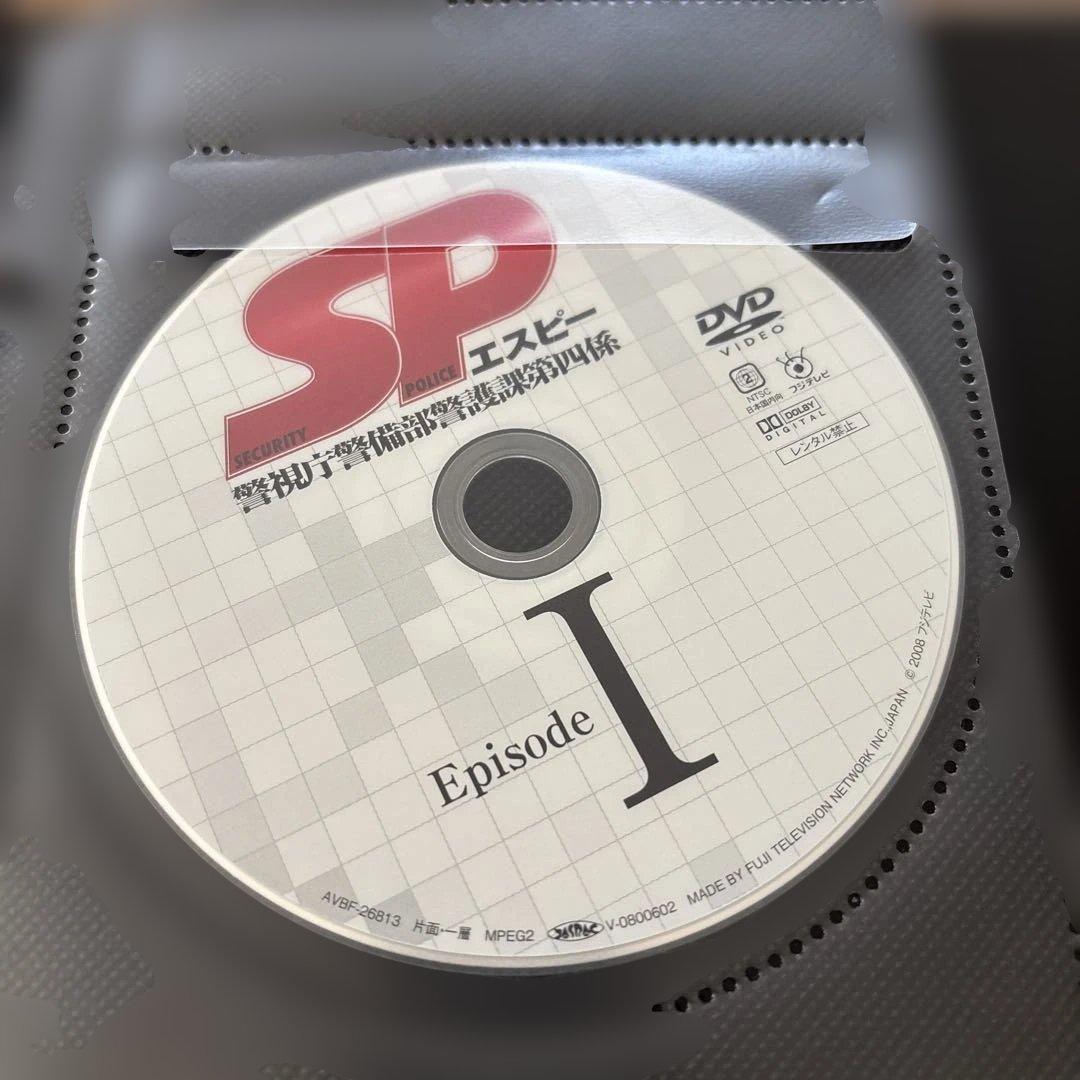 SP
SECURITY
POLICE
エスピー
警視庁警備部警護課第四係
DVD
VIDEO
2
NTSC
日本国内向
フジテレビ
DOLBY
DIGITAL
レンタル禁止
Episode I
AVBF-26813 片面・一層 MPEG2 JASRAC V-0800602 MADE BY FUJI TELEVISION NETWORK INC.,JAPAN © 2008 フジテレビ